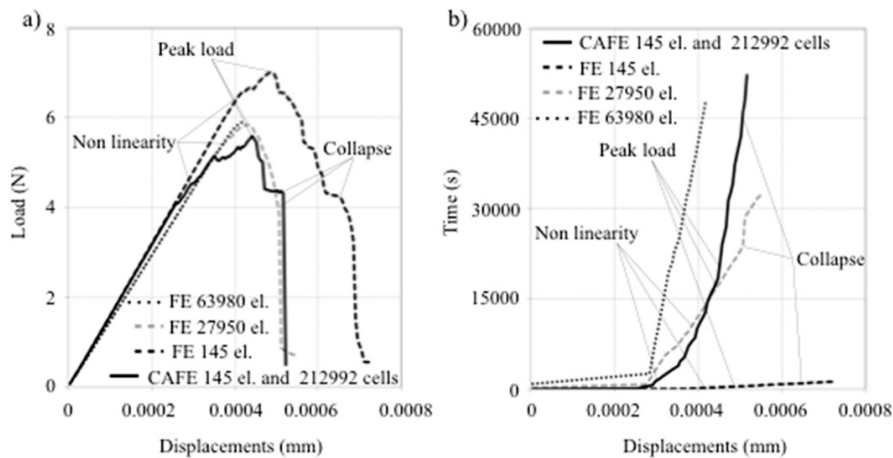 a)
8
6
4
2
0
Load (N)
Peak load
Non linearity
Collapse
FE 63980 el.
FE 27950 el.
FE 145 el.
CAFE 145 el. and 212992 cells
0
0.0002
0.0004
0.0006
0.0008
Displacements (mm)
b)
60000
45000
30000
15000
0
Time (s)
CAFE 145 el. and 212992 cells
FE 145 el.
FE 27950 el.
FE 63980 el.
Peak load
Non linearity
Collapse
0
0.0002
0.0004
0.0006
0.0008
Displacements (mm)